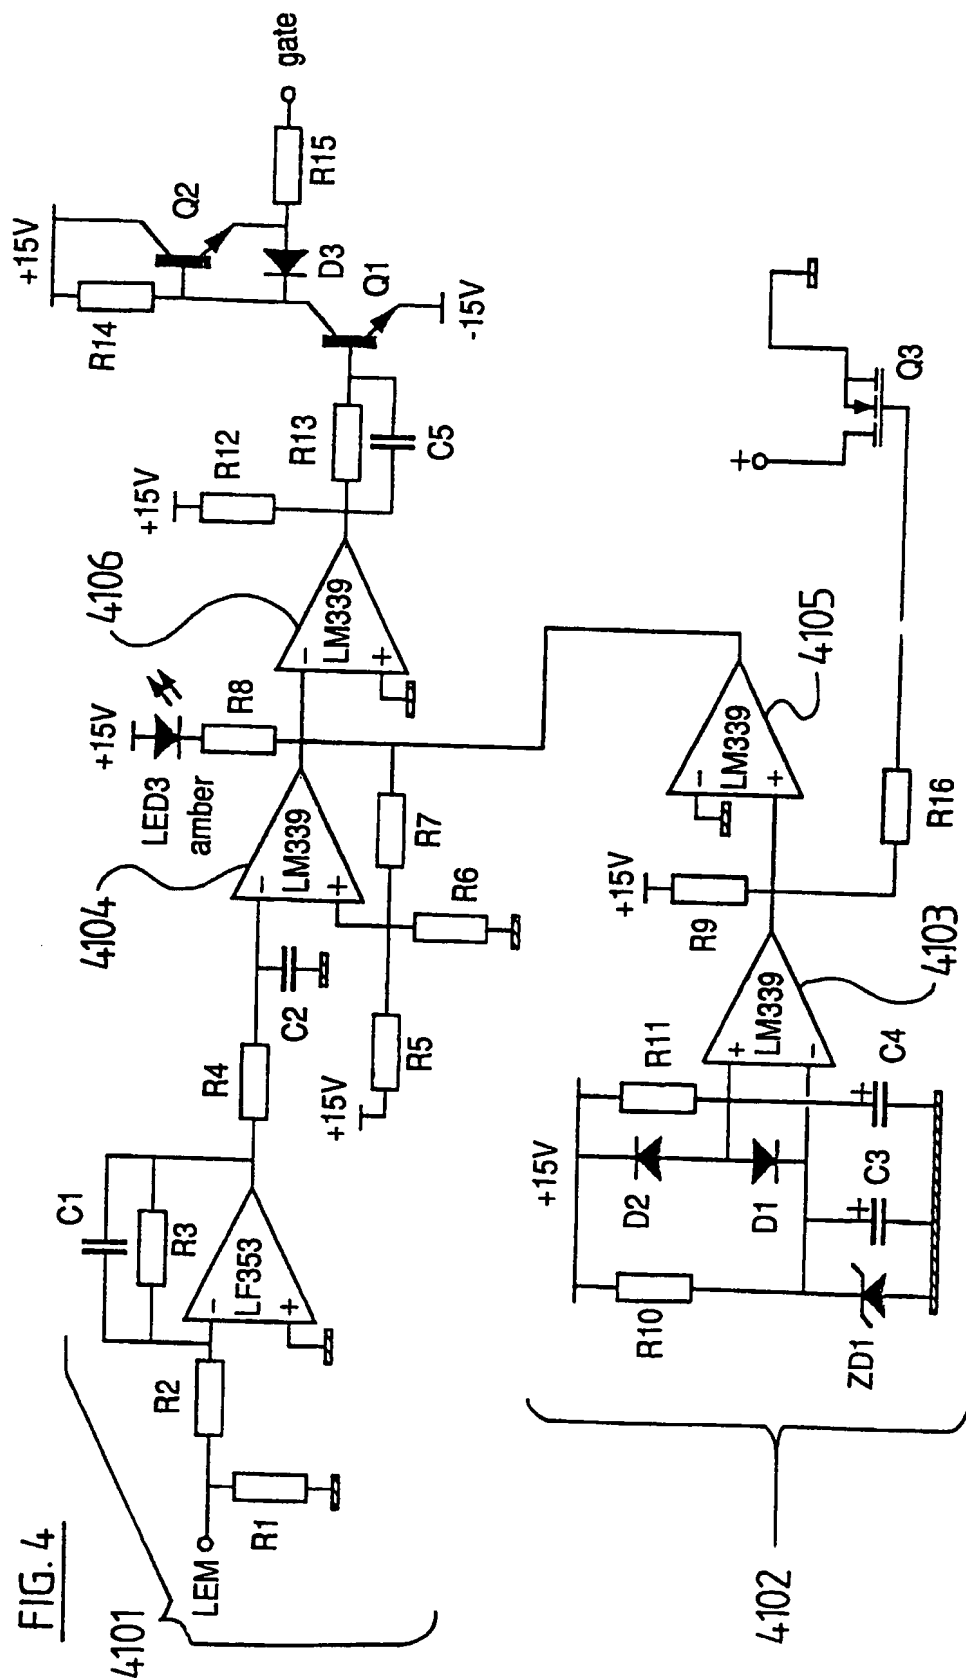 FIG. 4
4101
LEM
R1
R2
C1
R3
−
+
LF353
R4
C2
+15V
R5
R6
R7
4104
−
+
LM339
+15V
LED3
amber
R8
4106
−
+
LM339
+15V
R12
R13
C5
+15V
R14
Q2
D3
Q1
-15V
R15
gate
4102
+15V
R10
ZD1
D2
D1
+
C3
R11
+
C4
+
−
LM339
4103
+15V
R9
−
+
LM339
4105
R16
+
Q3